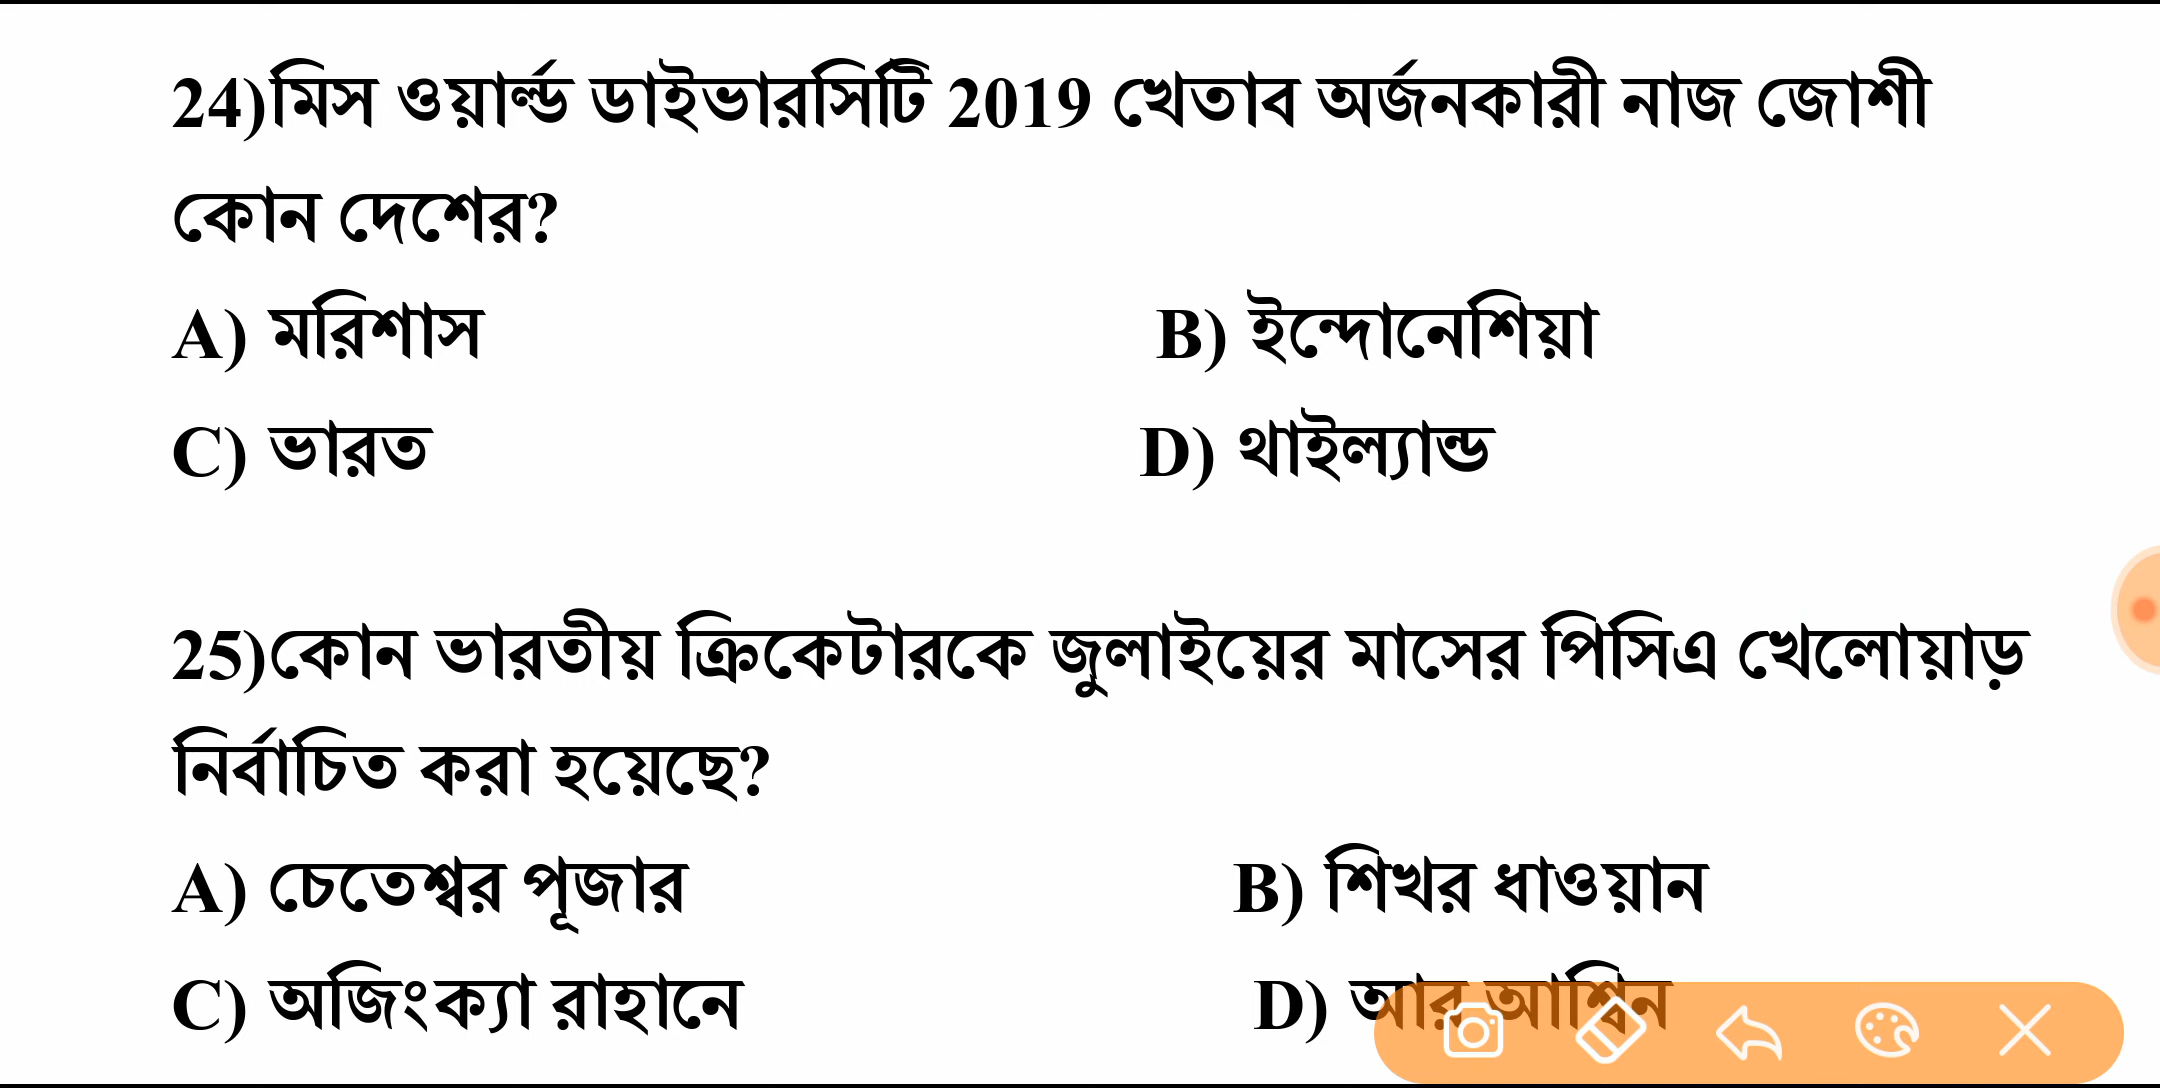 24)মিস ওয়ার্ল্ড ডাইভারসিটি 2019 খেতাব অর্জনকারী নাজ জোশী
কোন দেশের?
A) মরিশাস B) ইন্দোনেশিয়া
C) ভারত D) থাইল্যান্ড
25)কোন ভারতীয় ক্রিকেটারকে জুলাইয়ের মাসের পিসিএ খেলোয়াড়
নির্বাচিত করা হয়েছে?
A) চেতেশ্বর পূজার B) শিখর ধাওয়ান
C) অজিংক্যা রাহানে D) আর আশ্বিন